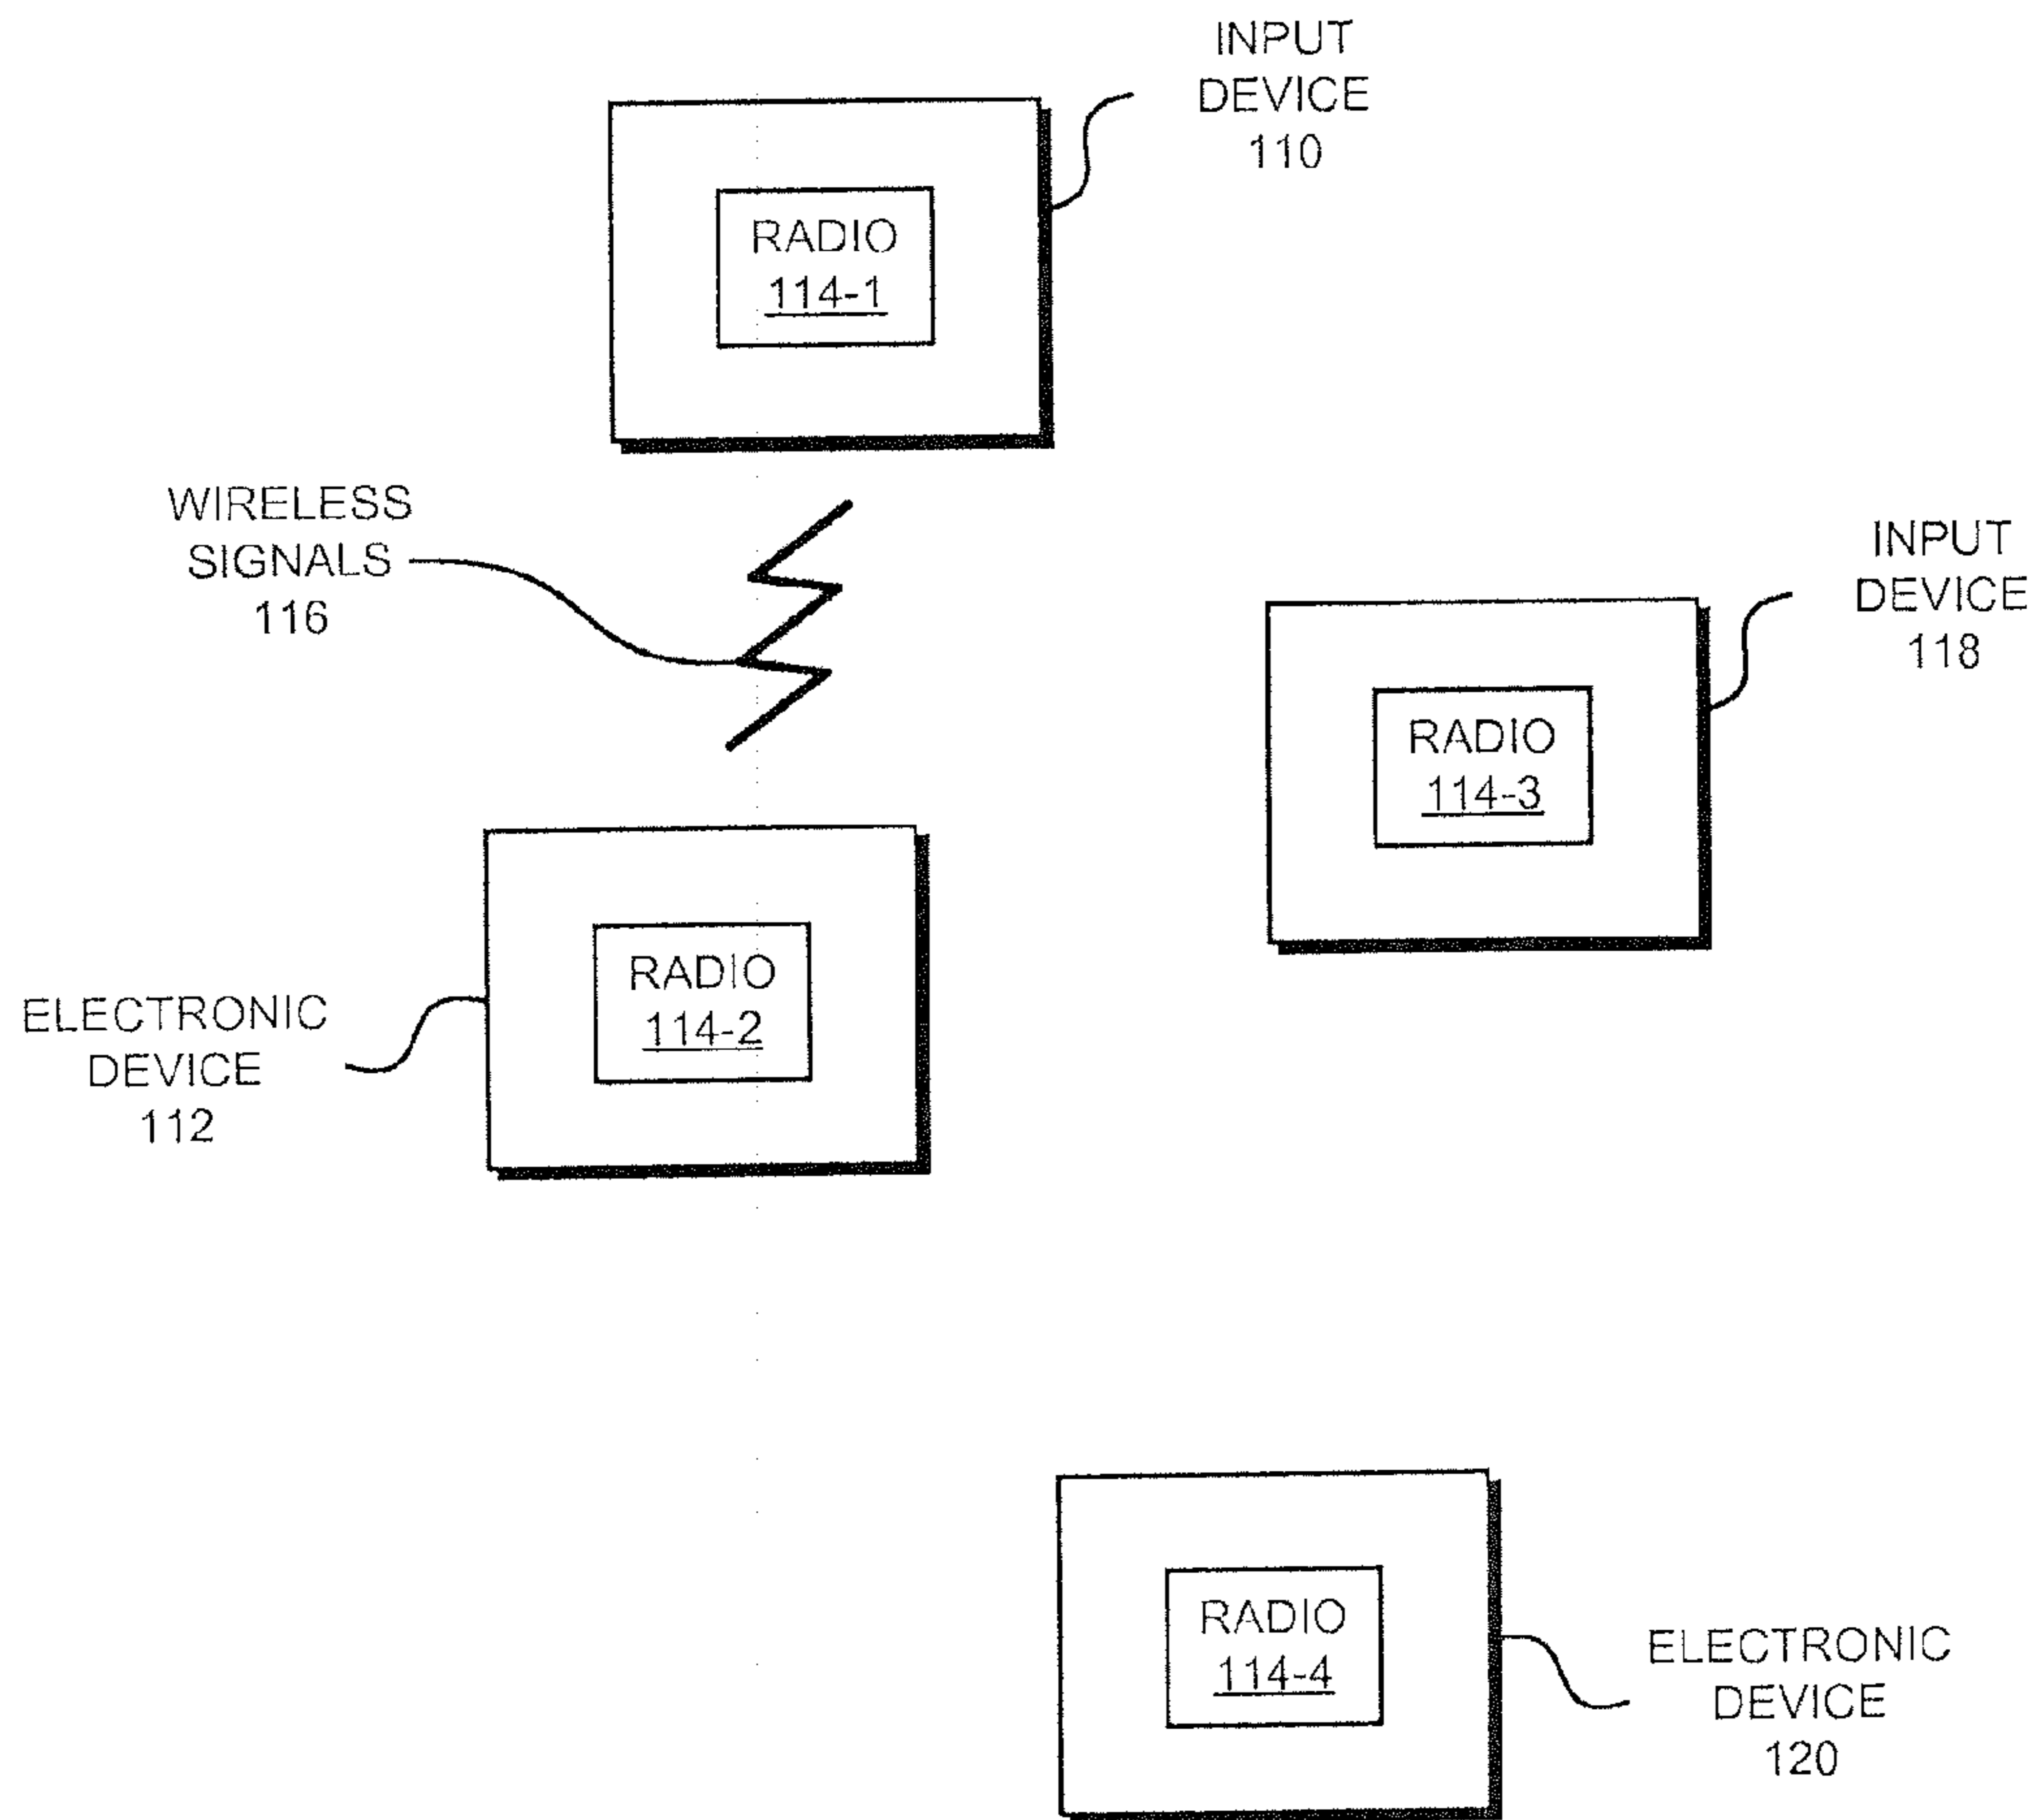 INPUT
DEVICE
110
RADIO
114-1
WIRELESS
SIGNALS
116
INPUT
DEVICE
118
RADIO
114-3
RADIO
114-2
ELECTRONIC
DEVICE
112
RADIO
114-4
ELECTRONIC
DEVICE
120